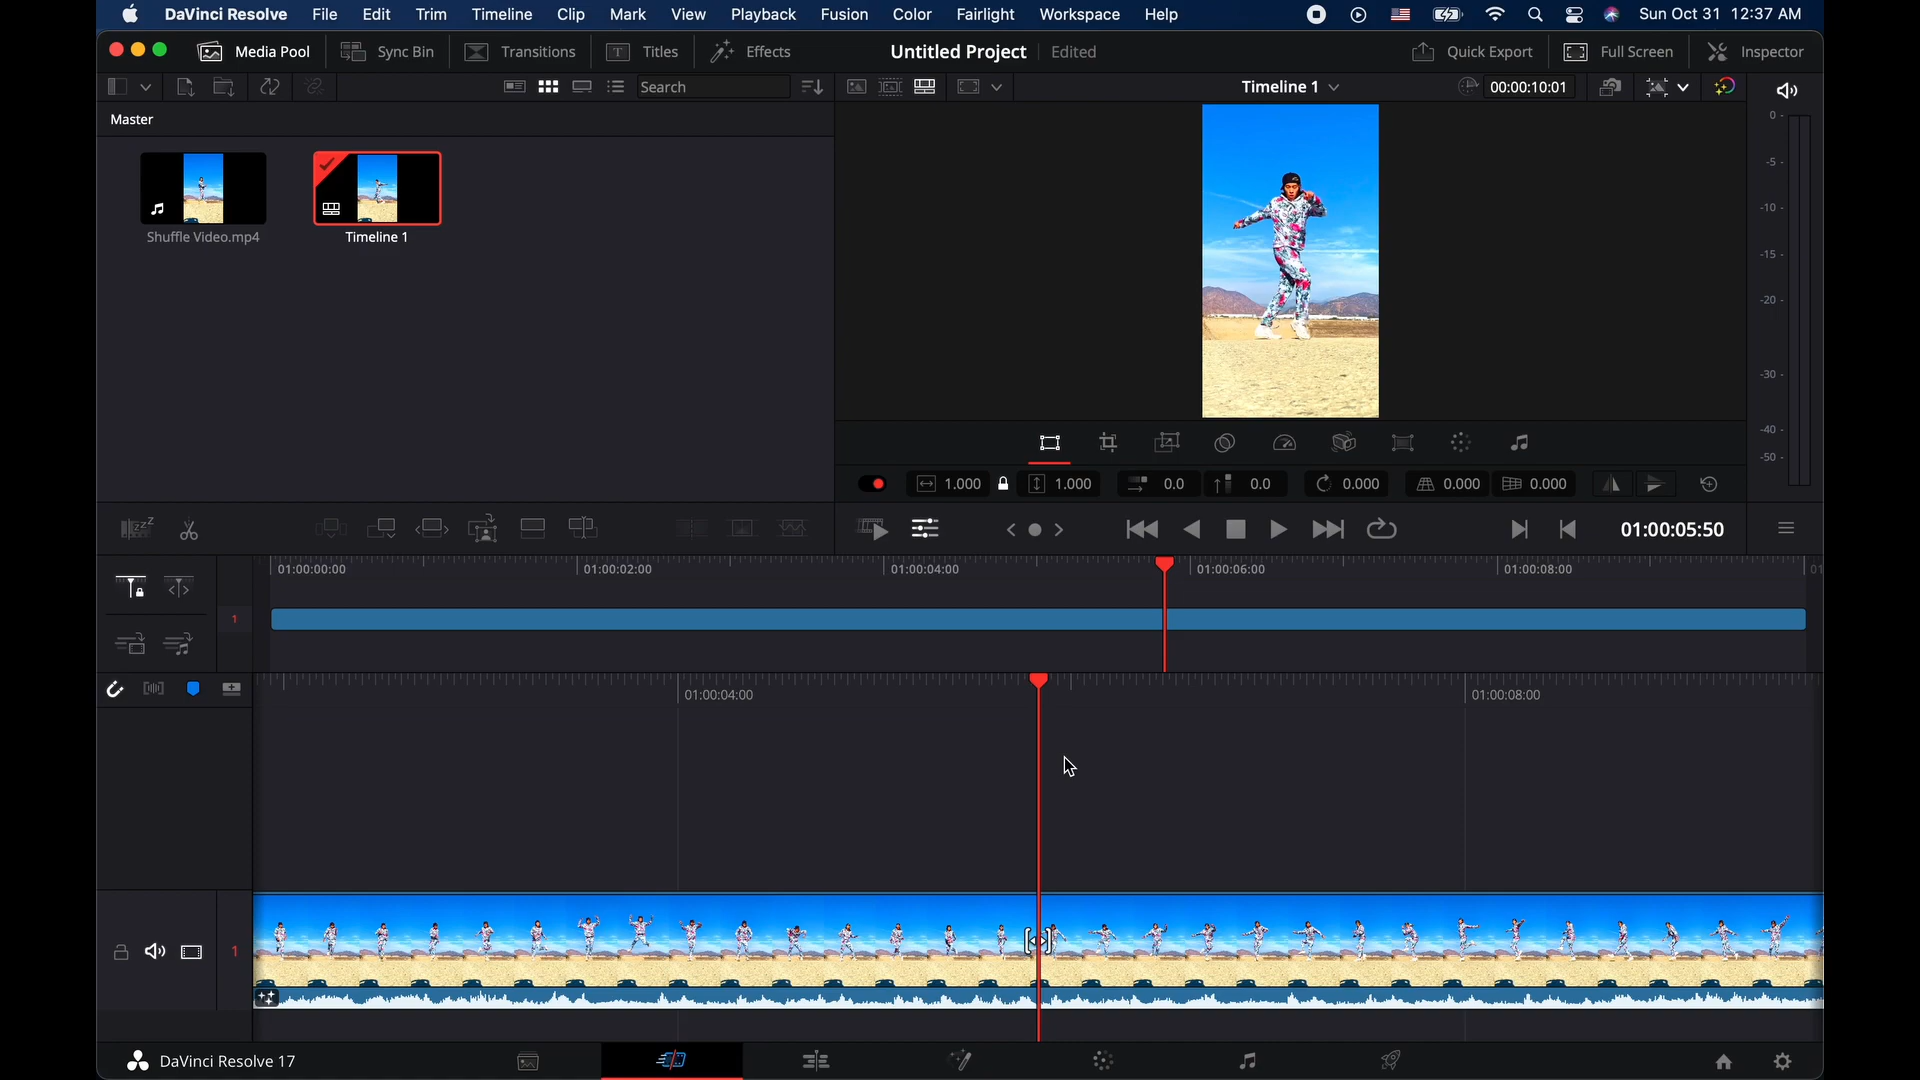 DaVinci Resolve File Edit Trim Timeline Clip Mark View Playback Fusion Color Fairlight Workspace Help Sun Oct 31 12:37 AM
Media Pool Sync Bin Transitions T Titles Effects Untitled Project Edited Quick Export Full Screen Inspector
Search Timeline 1 00:00:10:01
Master
0 -
-5 -
-10 -
-15 -
-20 -
-30 -
-40 -
-50 -
Shuffle Video.mp4 Timeline 1
1.000 1.000 0.0 0.0 0.000 0.000 0.000
zzZ 01:00:05:50
01:00:00:00 01:00:02:00 01:00:04:00 01:00:06:00 01:00:08:00 01
1
01:00:04:00 01:00:08:00
1
DaVinci Resolve 17